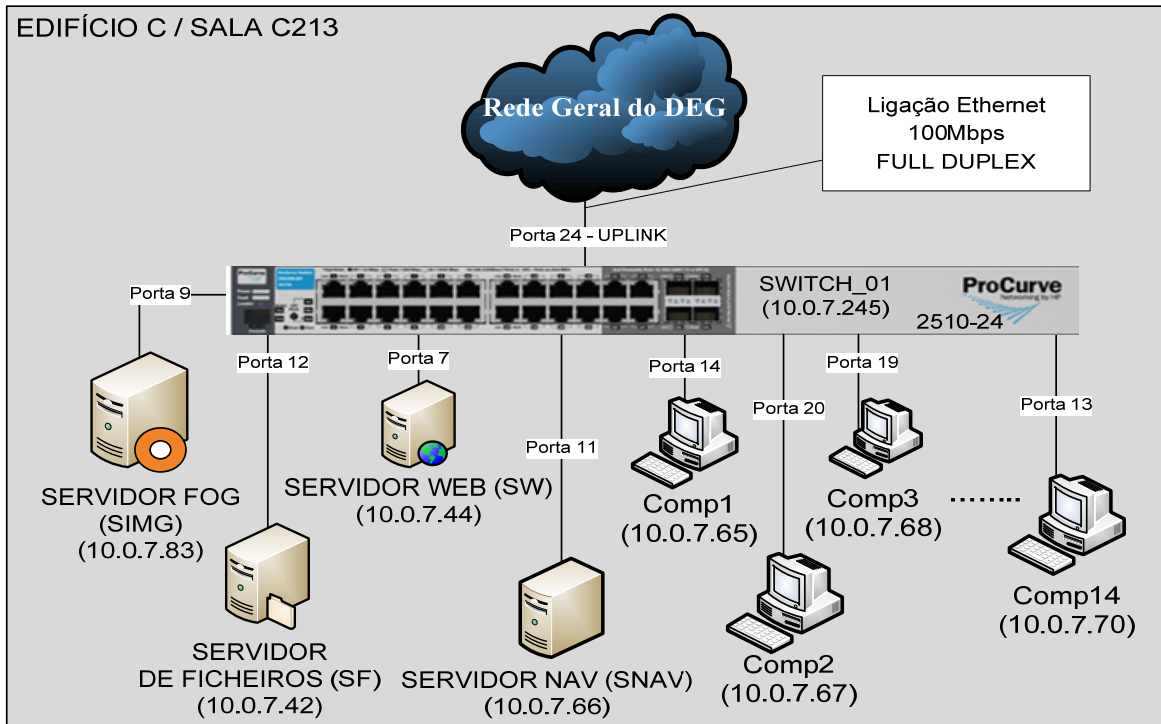 EDIFÍCIO C / SALA C213
Rede Geral do DEG
Ligação Ethernet
100Mbps
FULL DUPLEX
Porta 24 - UPLINK
Porta 9
SWITCH_01
(10.0.7.245)
ProCurve
Networking by HP
2510-24
Porta 12
Porta 7
Porta 11
Porta 14
Porta 20
Porta 19
Porta 13
SERVIDOR FOG
(SIMG)
(10.0.7.83)
SERVIDOR WEB (SW)
(10.0.7.44)
Comp1
(10.0.7.65)
Comp3
(10.0.7.68)
........
Comp14
(10.0.7.70)
SERVIDOR
DE FICHEIROS (SF)
(10.0.7.42)
SERVIDOR NAV (SNAV)
(10.0.7.66)
Comp2
(10.0.7.67)